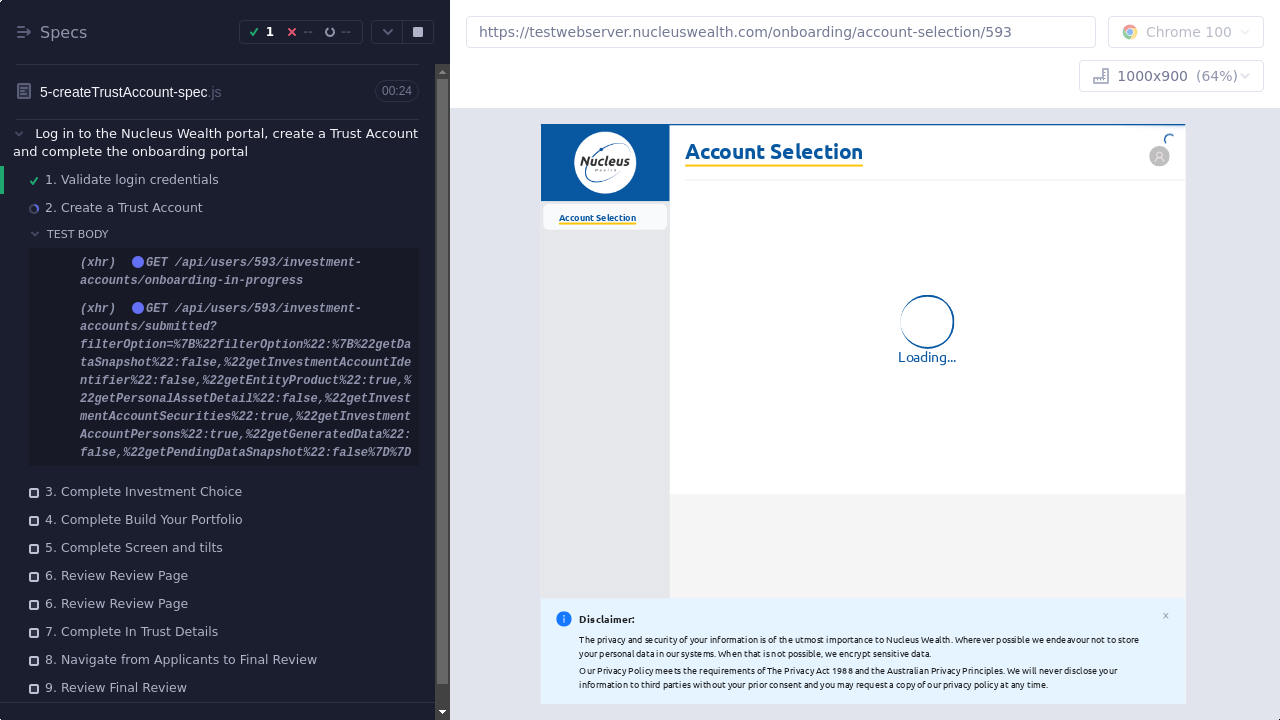 Specs
1
--
--
5-createTrustAccount-spec.js
00:24
Log in to the Nucleus Wealth portal, create a Trust Account
and complete the onboarding portal
1. Validate login credentials
2. Create a Trust Account
TEST BODY
(xhr) GET /api/users/593/investment-
accounts/onboarding-in-progress
(xhr) GET /api/users/593/investment-
accounts/submitted?
filterOption=%7B%22filterOption%22:%7B%22getDa
taSnapshot%22:false,%22getInvestmentAccountIde
ntifier%22:false,%22getEntityProduct%22:true,%
22getPersonalAssetDetail%22:false,%22getInvest
mentAccountSecurities%22:true,%22getInvestment
AccountPersons%22:true,%22getGeneratedData%22:
false,%22getPendingDataSnapshot%22:false%7D%7D
3. Complete Investment Choice
4. Complete Build Your Portfolio
5. Complete Screen and tilts
6. Review Review Page
6. Review Review Page
7. Complete In Trust Details
8. Navigate from Applicants to Final Review
9. Review Final Review
https://testwebserver.nucleuswealth.com/onboarding/account-selection/593
Chrome 100
1000x900 (64%)
Nucleus
Wealth
Account Selection
Account Selection
Loading...
Disclaimer:
The privacy and security of your information is of the utmost importance to Nucleus Wealth. Wherever possible we endeavour not to store
your personal data in our systems. When that is not possible, we encrypt sensitive data.
Our Privacy Policy meets the requirements of The Privacy Act 1988 and the Australian Privacy Principles. We will never disclose your
information to third parties without your prior consent and you may request a copy of our privacy policy at any time.